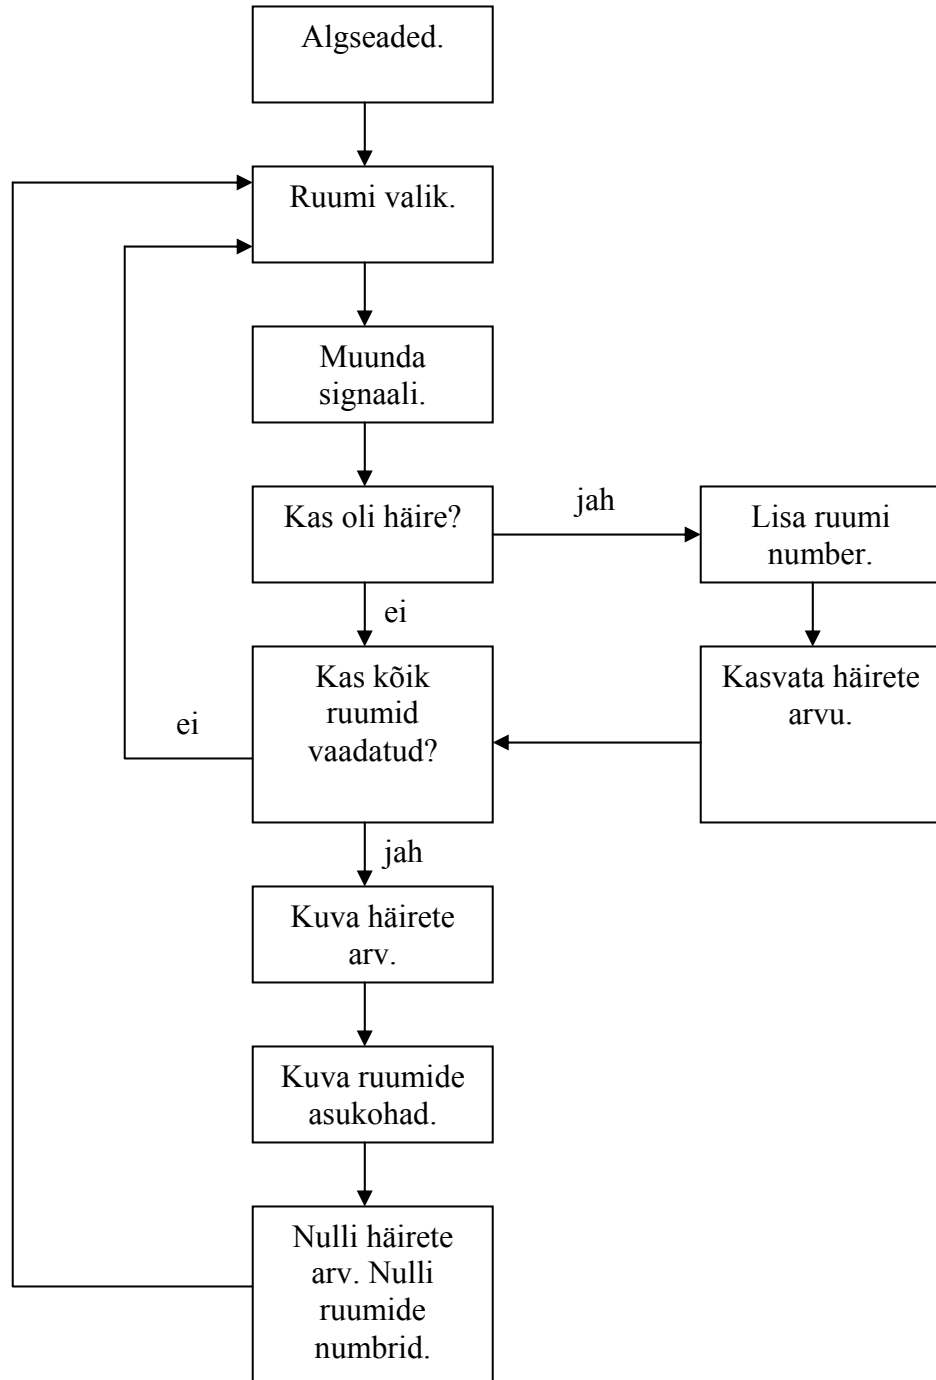 Algseaded.
Ruumi valik.
Muunda
signaali.
Kas oli häire?
jah
Lisa ruumi
number.
ei
Kas kõik
ruumid
vaadatud?
Kasvata häirete
arvu.
ei
jah
Kuva häirete
arv.
Kuva ruumide
asukohad.
Nulli häirete
arv. Nulli
ruumide
numbrid.